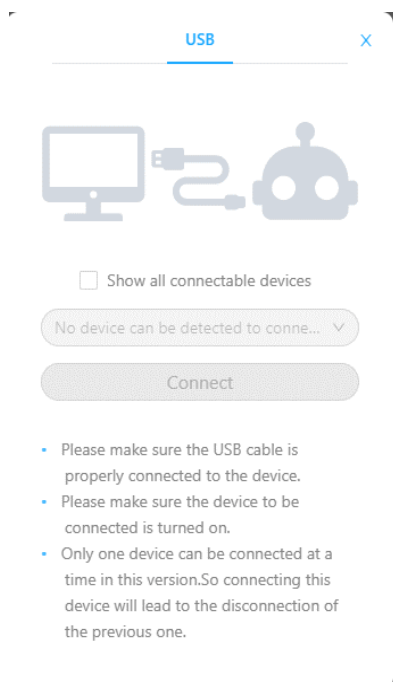 USB
X
Show all connectable devices
No device can be detected to conne...
Connect
• Please make sure the USB cable is
properly connected to the device.
• Please make sure the device to be
connected is turned on.
• Only one device can be connected at a
time in this version.So connecting this
device will lead to the disconnection of
the previous one.